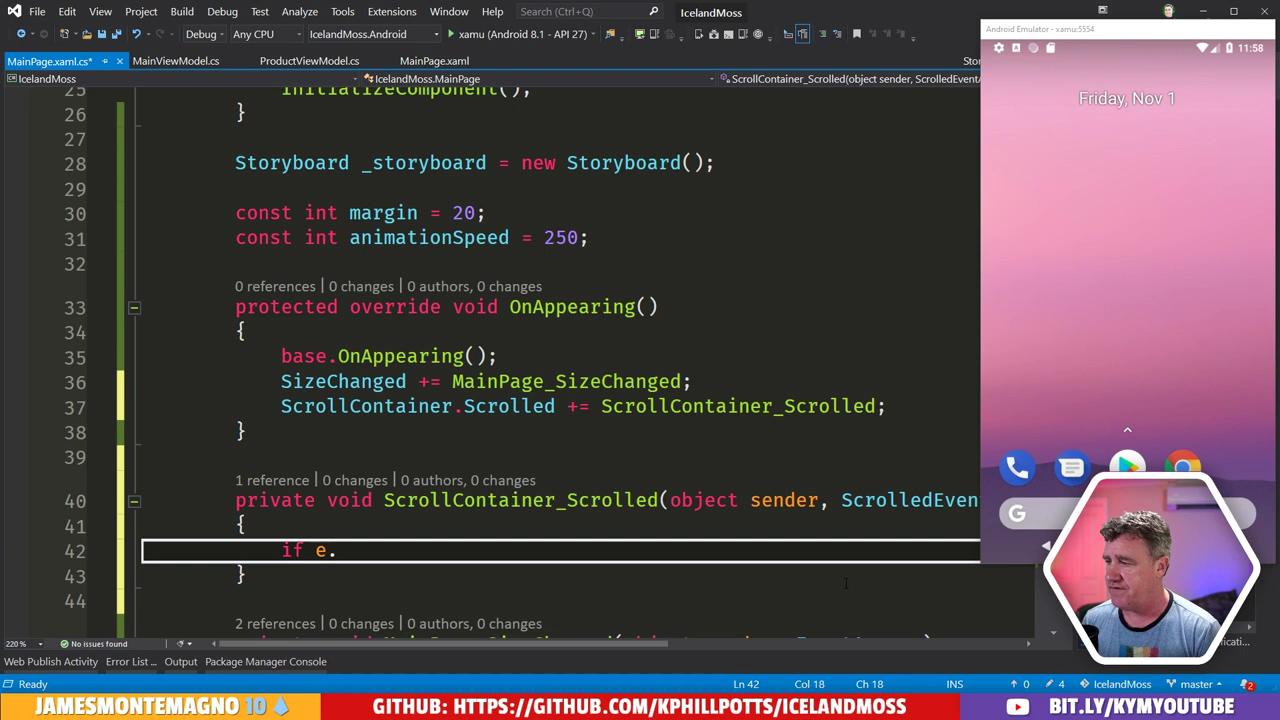 File Edit View Project Build Debug Test Analyze Tools Extensions Window Help Search (Ctrl+Q) IcelandMoss
Debug Any CPU IcelandMoss.Android xamu (Android 8.1 - API 27)
MainPage.xaml.cs* MainViewModel.cs ProductViewModel.cs MainPage.xaml Stor
IcelandMoss IcelandMoss.MainPage ScrollContainer_Scrolled(object sender, ScrolledEventA
25 InitializeComponent();
26 }
27
28 Storyboard _storyboard = new Storyboard();
29
30 const int margin = 20;
31 const int animationSpeed = 250;
32
0 references | 0 changes | 0 authors, 0 changes
33 protected override void OnAppearing()
34 {
35 base.OnAppearing();
36 SizeChanged += MainPage_SizeChanged;
37 ScrollContainer.Scrolled += ScrollContainer_Scrolled;
38 }
39
1 reference | 0 changes | 0 authors, 0 changes
40 private void ScrollContainer_Scrolled(object sender, ScrolledEvent
41 {
42 if e.
43 }
44
2 references | 0 changes | 0 authors, 0 changes
220% No issues found
Web Publish Activity Error List ... Output Package Manager Console
Ready Ln 42 Col 18 Ch 18 INS 0 4 IcelandMoss master 2
Android Emulator - xamu:5554
11:58
Friday, Nov 1
G
JAMESMONTEMAGNO 10 GITHUB: HTTPS://GITHUB.COM/KPHILLPOTTS/ICELANDMOSS BIT.LY/KYMYOUTUBE